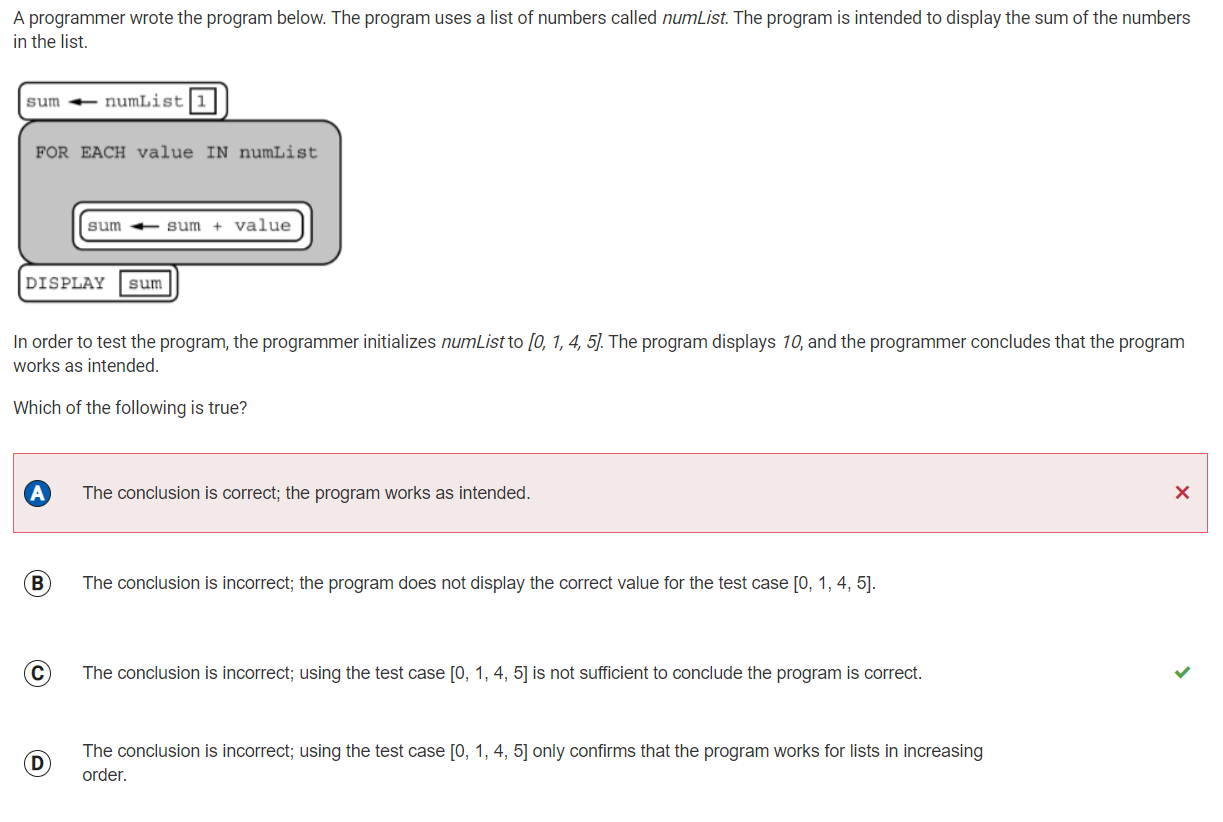 A programmer wrote the program below. The program uses a list of numbers called numList. The program is intended to display the sum of the numbers
in the list.
sum ← numList 1
FOR EACH value IN numList
sum ← sum + value
DISPLAY sum
In order to test the program, the programmer initializes numList to [0, 1, 4, 5]. The program displays 10, and the programmer concludes that the program
works as intended.
Which of the following is true?
A The conclusion is correct; the program works as intended.
B The conclusion is incorrect; the program does not display the correct value for the test case [0, 1, 4, 5].
C The conclusion is incorrect; using the test case [0, 1, 4, 5] is not sufficient to conclude the program is correct.
D The conclusion is incorrect; using the test case [0, 1, 4, 5] only confirms that the program works for lists in increasing
order.